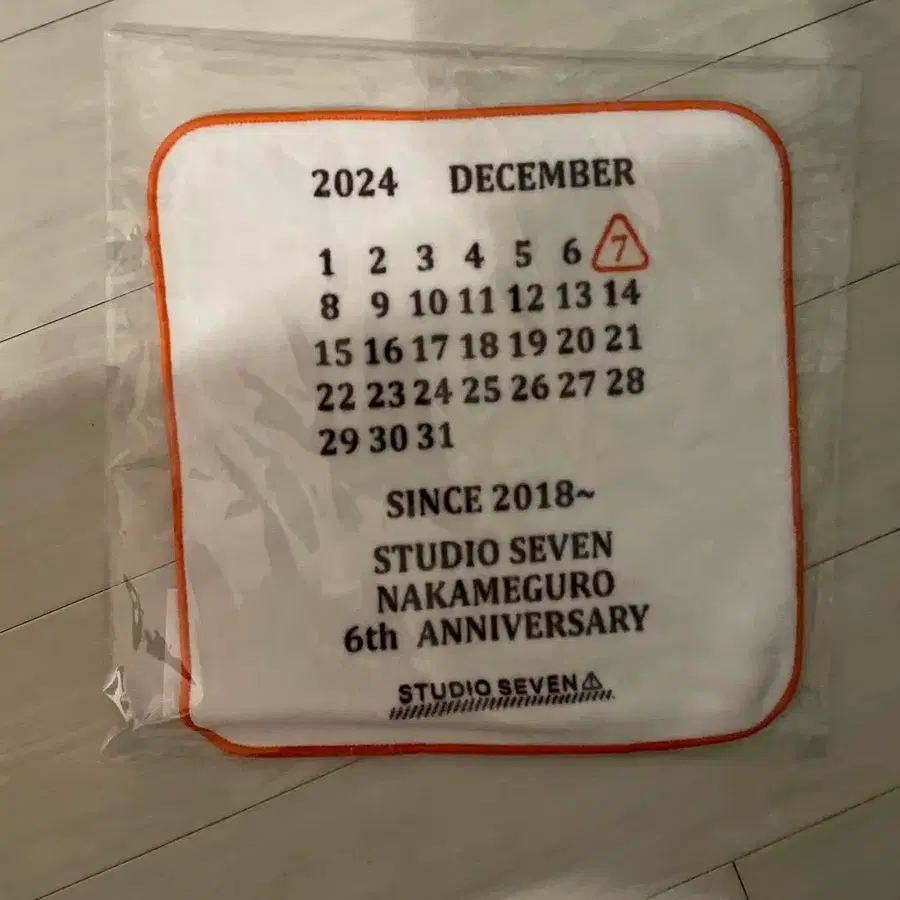 2024 DECEMBER
1 2 3 4 5 6 7
8 9 10 11 12 13 14
15 16 17 18 19 20 21
22 23 24 25 26 27 28
29 30 31
SINCE 2018~
STUDIO SEVEN
NAKAMEGURO
6th ANNIVERSARY
STUDIO SEVEN